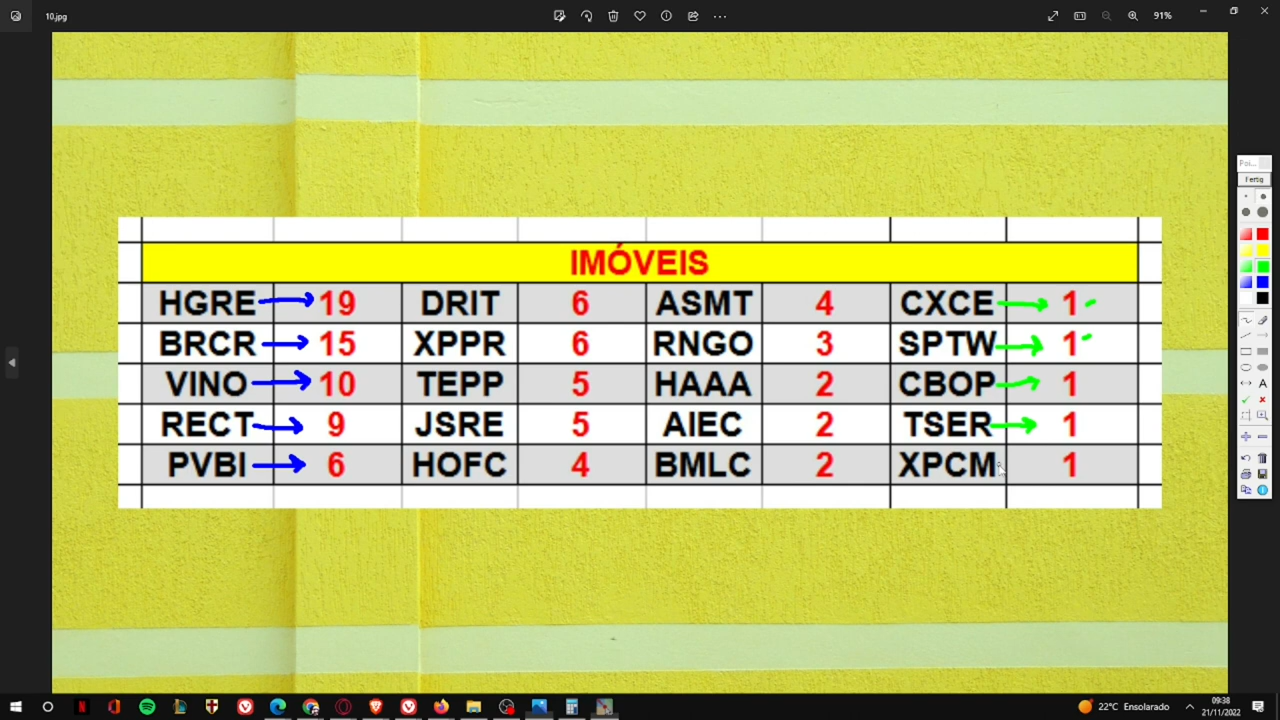 10.jpg
91%
Poi...
Fertig
IMÓVEIS
HGRE 19 DRIT 6 ASMT 4 CXCE 1
BRCR 15 XPPR 6 RNGO 3 SPTW 1
VINO 10 TEPP 5 HAAA 2 CBOP 1
RECT 9 JSRE 5 AIEC 2 TSER 1
PVBI 6 HOFC 4 BMLC 2 XPCM 1
A
22°C Ensolarado
09:38
21/11/2022